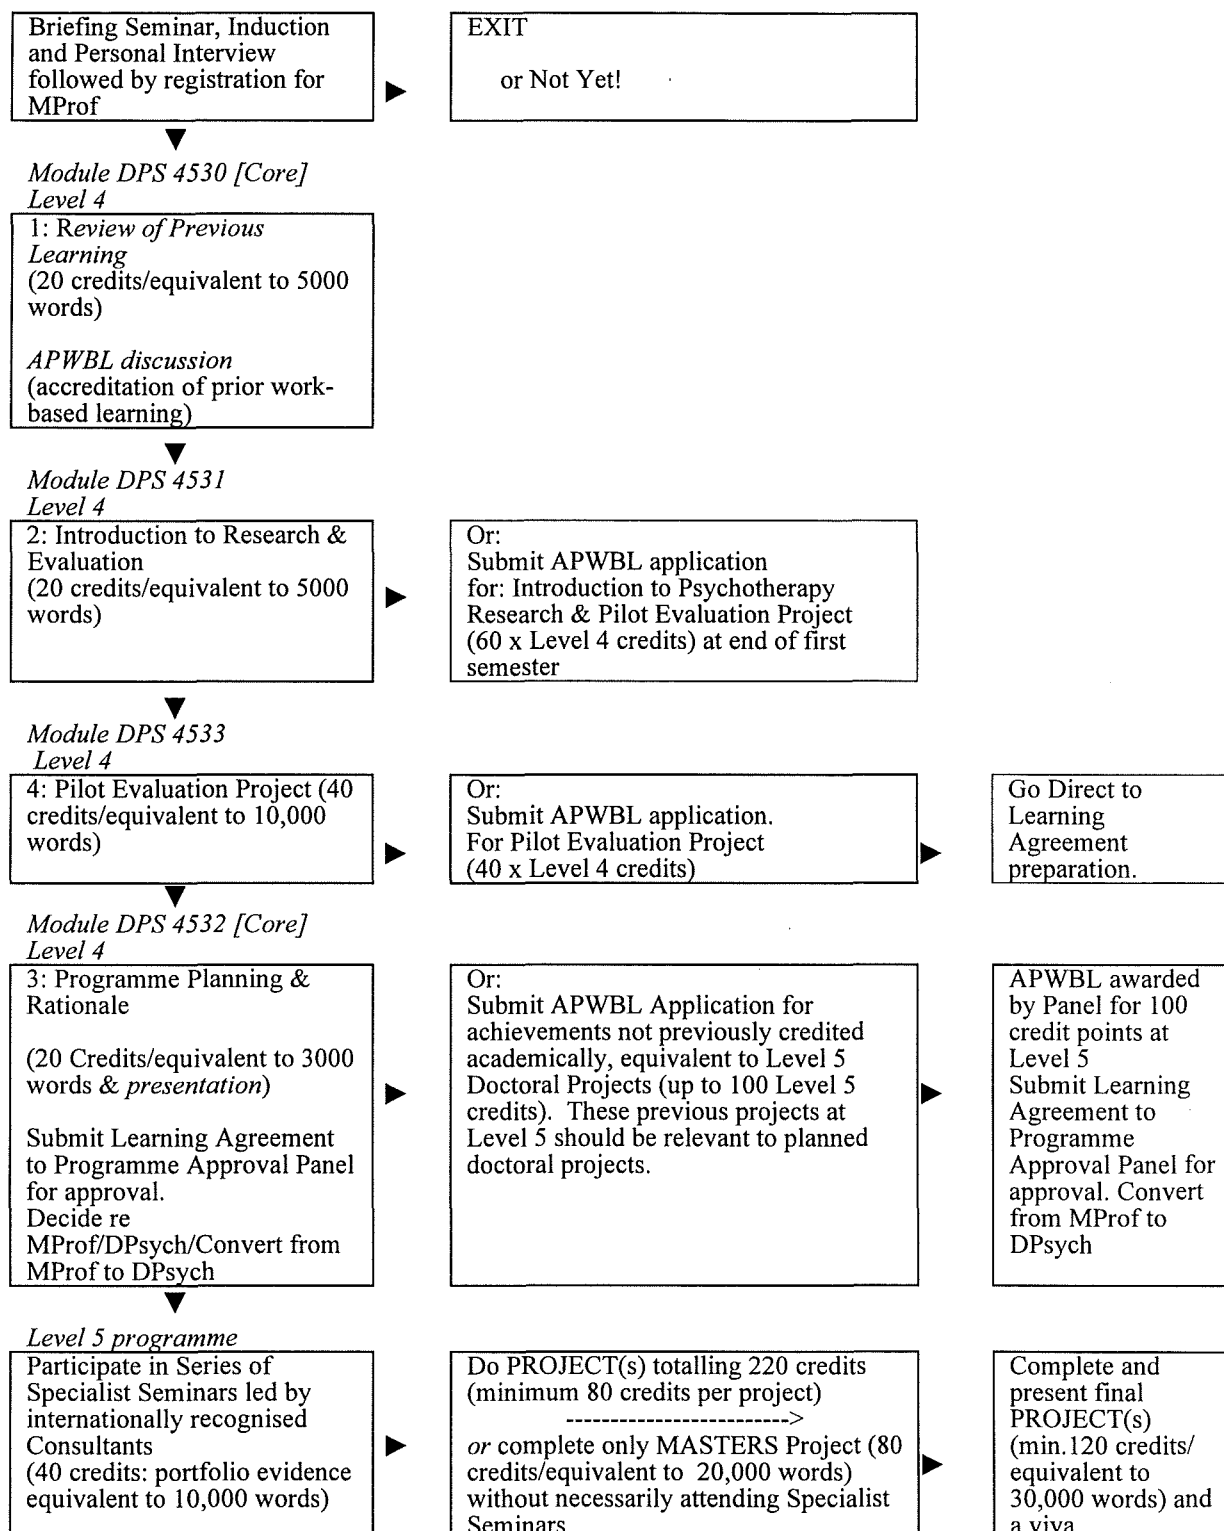 Briefing Seminar, Induction
and Personal Interview
followed by registration for
MProf
EXIT
or Not Yet!
Module DPS 4530 [Core]
Level 4
1: Review of Previous
Learning
(20 credits/equivalent to 5000
words)
APWBL discussion
(accreditation of prior work-
based learning)
Module DPS 4531
Level 4
2: Introduction to Research &
Evaluation
(20 credits/equivalent to 5000
words)
Or:
Submit APWBL application
for: Introduction to Psychotherapy
Research & Pilot Evaluation Project
(60 x Level 4 credits) at end of first
semester
Module DPS 4533
Level 4
4: Pilot Evaluation Project (40
credits/equivalent to 10,000
words)
Or:
Submit APWBL application.
For Pilot Evaluation Project
(40 x Level 4 credits)
Go Direct to
Learning
Agreement
preparation.
Module DPS 4532 [Core]
Level 4
3: Programme Planning &
Rationale
(20 Credits/equivalent to 3000
words & presentation)
Submit Learning Agreement
to Programme Approval Panel
for approval.
Decide re
MProf/DPsych/Convert from
MProf to DPsych
Or:
Submit APWBL Application for
achievements not previously credited
academically, equivalent to Level 5
Doctoral Projects (up to 100 Level 5
credits). These previous projects at
Level 5 should be relevant to planned
doctoral projects.
APWBL awarded
by Panel for 100
credit points at
Level 5
Submit Learning
Agreement to
Programme
Approval Panel for
approval. Convert
from MProf to
DPsych
Level 5 programme
Participate in Series of
Specialist Seminars led by
internationally recognised
Consultants
(40 credits: portfolio evidence
equivalent to 10,000 words)
Do PROJECT(s) totalling 220 credits
(minimum 80 credits per project)
------------------------->
or complete only MASTERS Project (80
credits/equivalent to 20,000 words)
without necessarily attending Specialist
Seminars
Complete and
present final
PROJECT(s)
(min.120 credits/
equivalent to
30,000 words) and
a viva